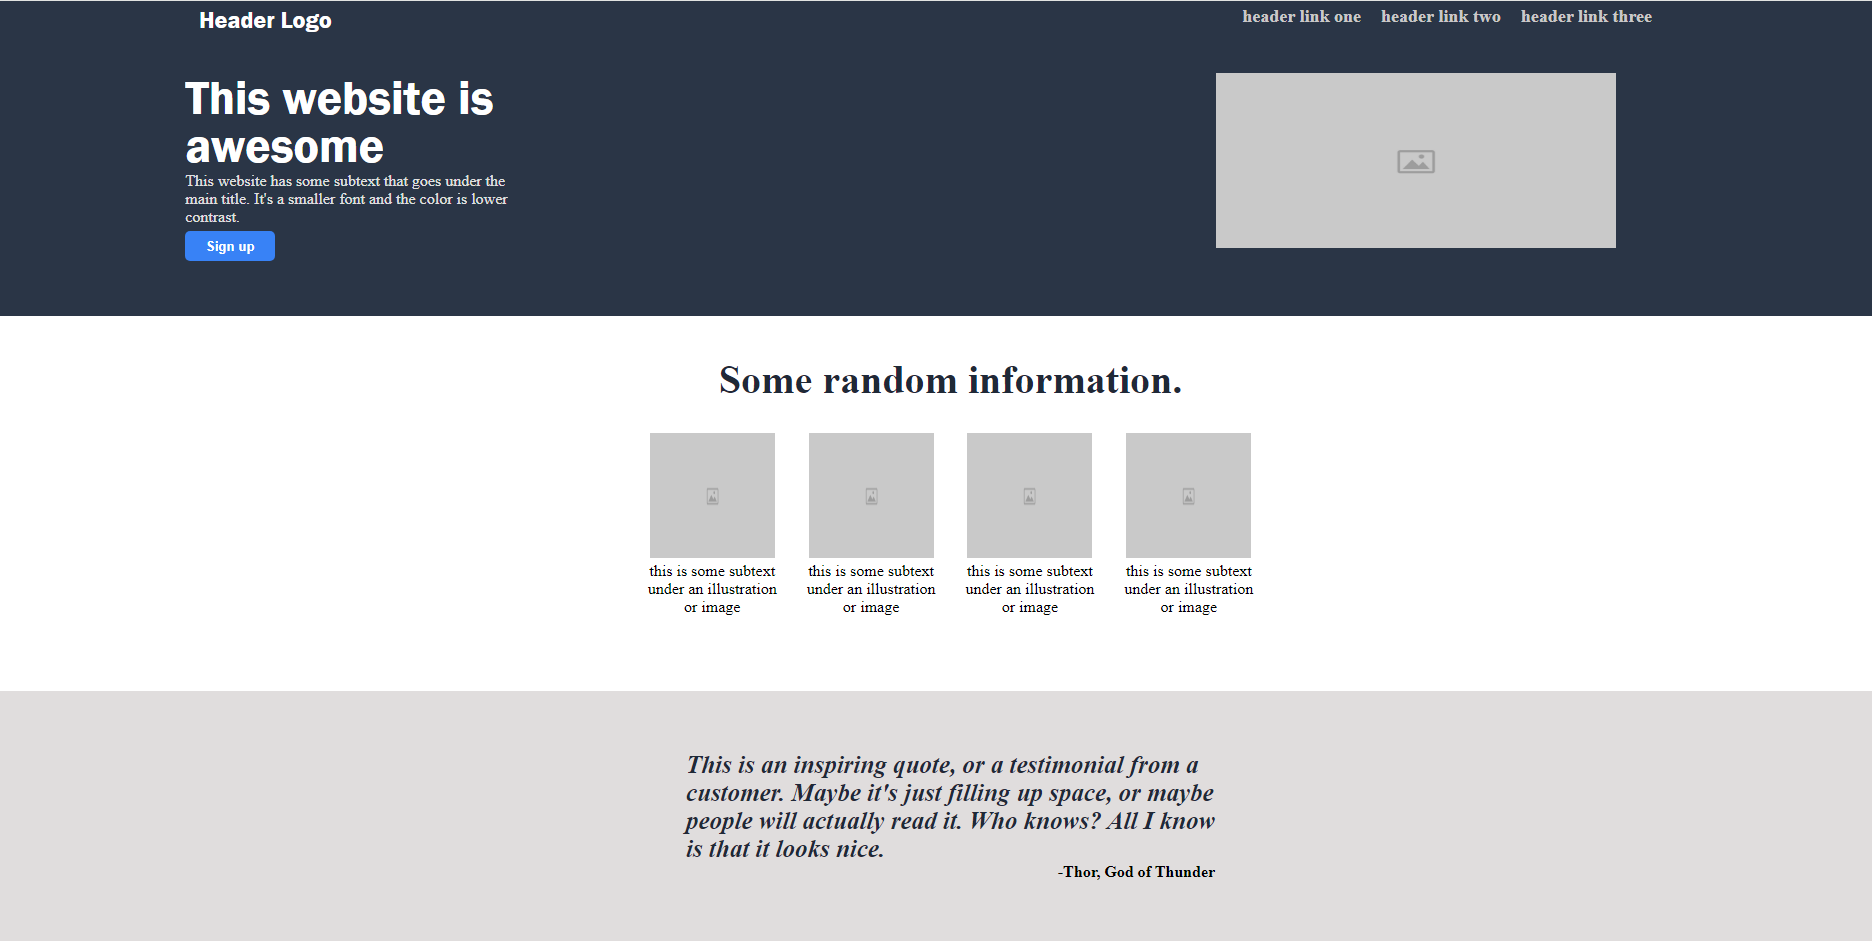 Header Logo
header link one header link two header link three
This website is
awesome
This website has some subtext that goes under the
main title. It's a smaller font and the color is lower
contrast.
Sign up
Some random information.
this is some subtext
under an illustration
or image
this is some subtext
under an illustration
or image
this is some subtext
under an illustration
or image
this is some subtext
under an illustration
or image
This is an inspiring quote, or a testimonial from a
customer. Maybe it's just filling up space, or maybe
people will actually read it. Who knows? All I know
is that it looks nice.
-Thor, God of Thunder